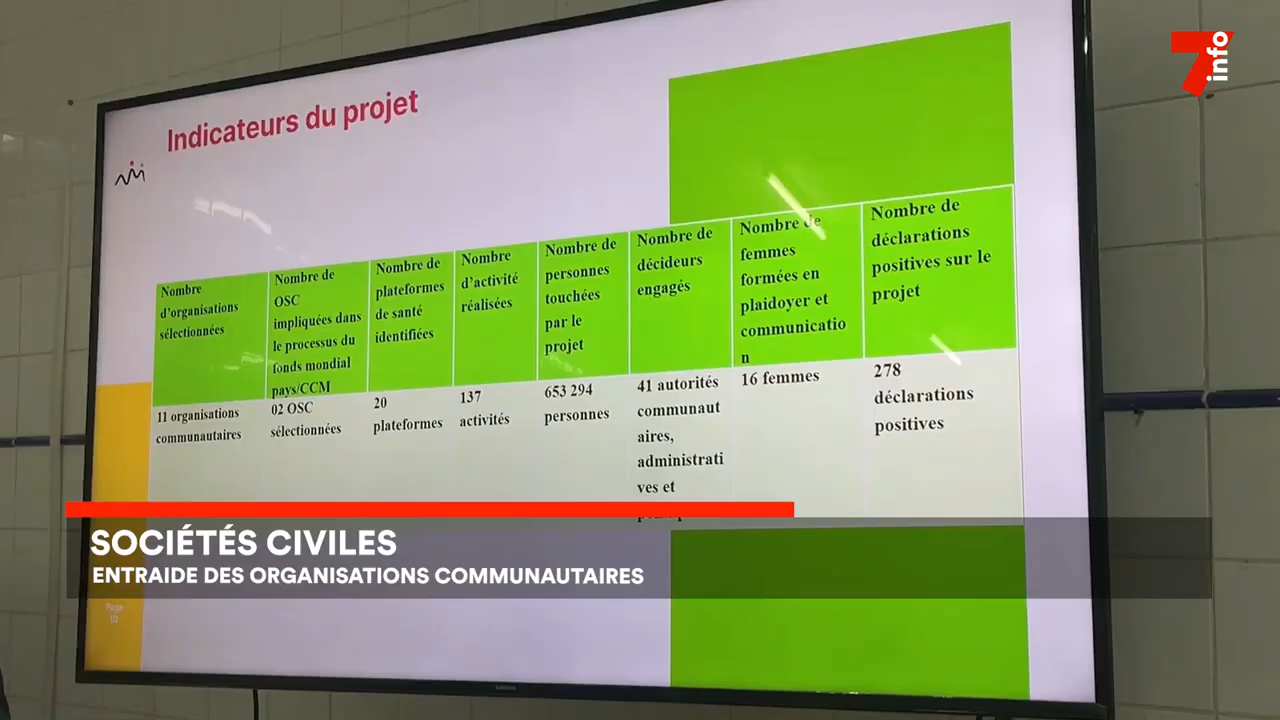 7
info
Indicateurs du projet
Nombre
d'organisations
sélectionnées
Nombre de
OSC
impliquées dans
le processus du
fonds mondial
pays/CCM
Nombre de
plateformes
de santé
identifiées
Nombre
d'activité
réalisées
Nombre de
personnes
touchées
par le
projet
Nombre de
décideurs
engagés
Nombre de
femmes
formées en
plaidoyer et
communicatio
n
Nombre de
déclarations
positives sur le
projet
11 organisations
communautaires
02 OSC
sélectionnées
20
plateformes
137
activités
653 294
personnes
41 autorités
communaut
aires,
administrati
ves et
16 femmes
278
déclarations
positives
SOCIÉTÉS CIVILES
ENTRAIDE DES ORGANISATIONS COMMUNAUTAIRES
Page
10